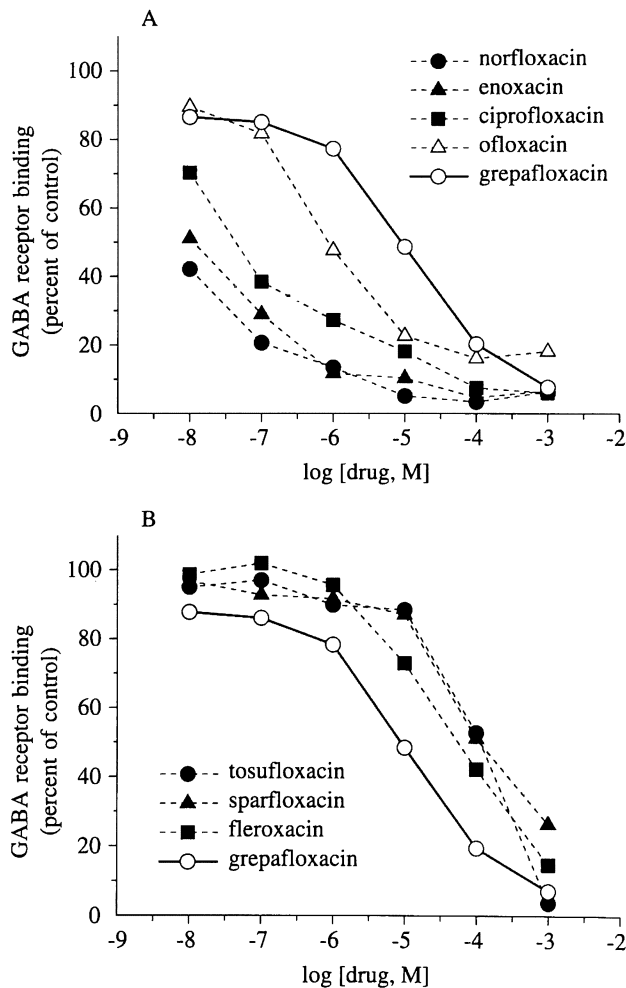 A
GABA receptor binding
(percent of control)
100
80
60
40
20
0
norfloxacin
enoxacin
ciprofloxacin
ofloxacin
grepafloxacin
-9 -8 -7 -6 -5 -4 -3 -2
log [drug, M]
B
GABA receptor binding
(percent of control)
100
80
60
40
20
0
tosufloxacin
sparfloxacin
fleroxacin
grepafloxacin
-9 -8 -7 -6 -5 -4 -3 -2
log [drug, M]